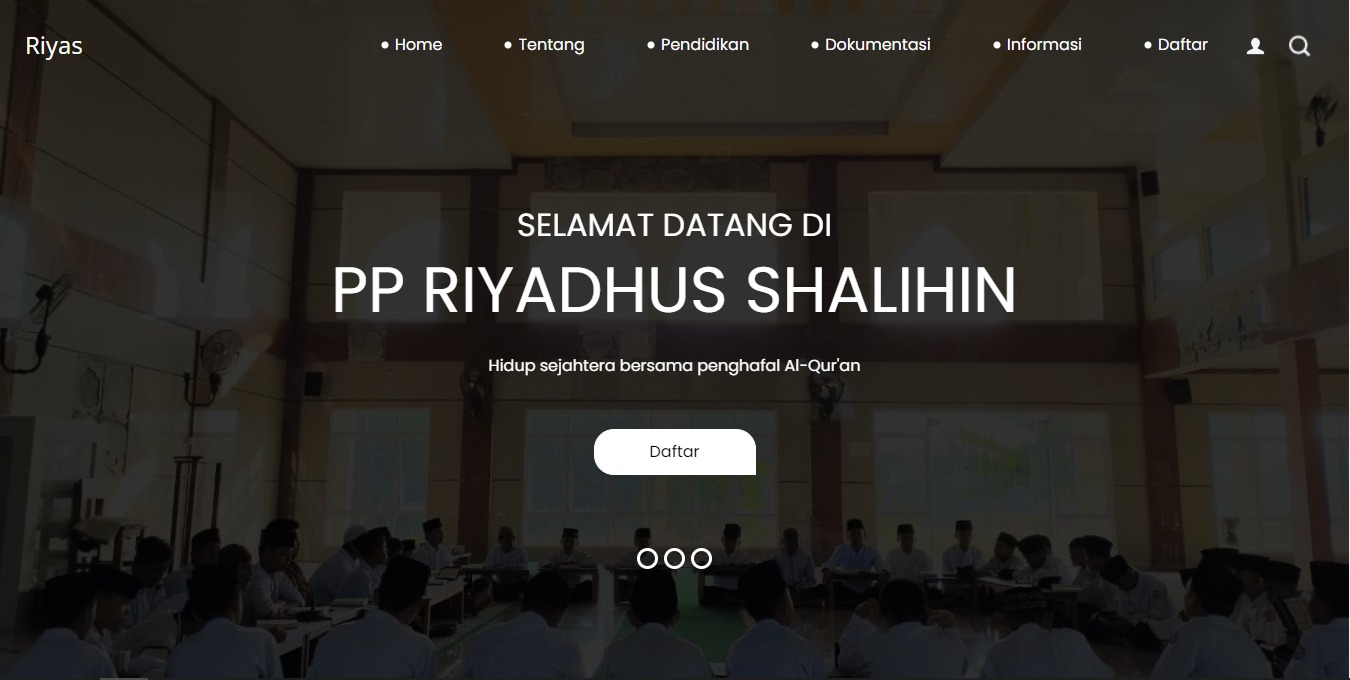 Riyas
Home Tentang Pendidikan Dokumentasi Informasi Daftar
SELAMAT DATANG DI
PP RIYADHUS SHALIHIN
Hidup sejahtera bersama penghafal Al-Qur'an
Daftar